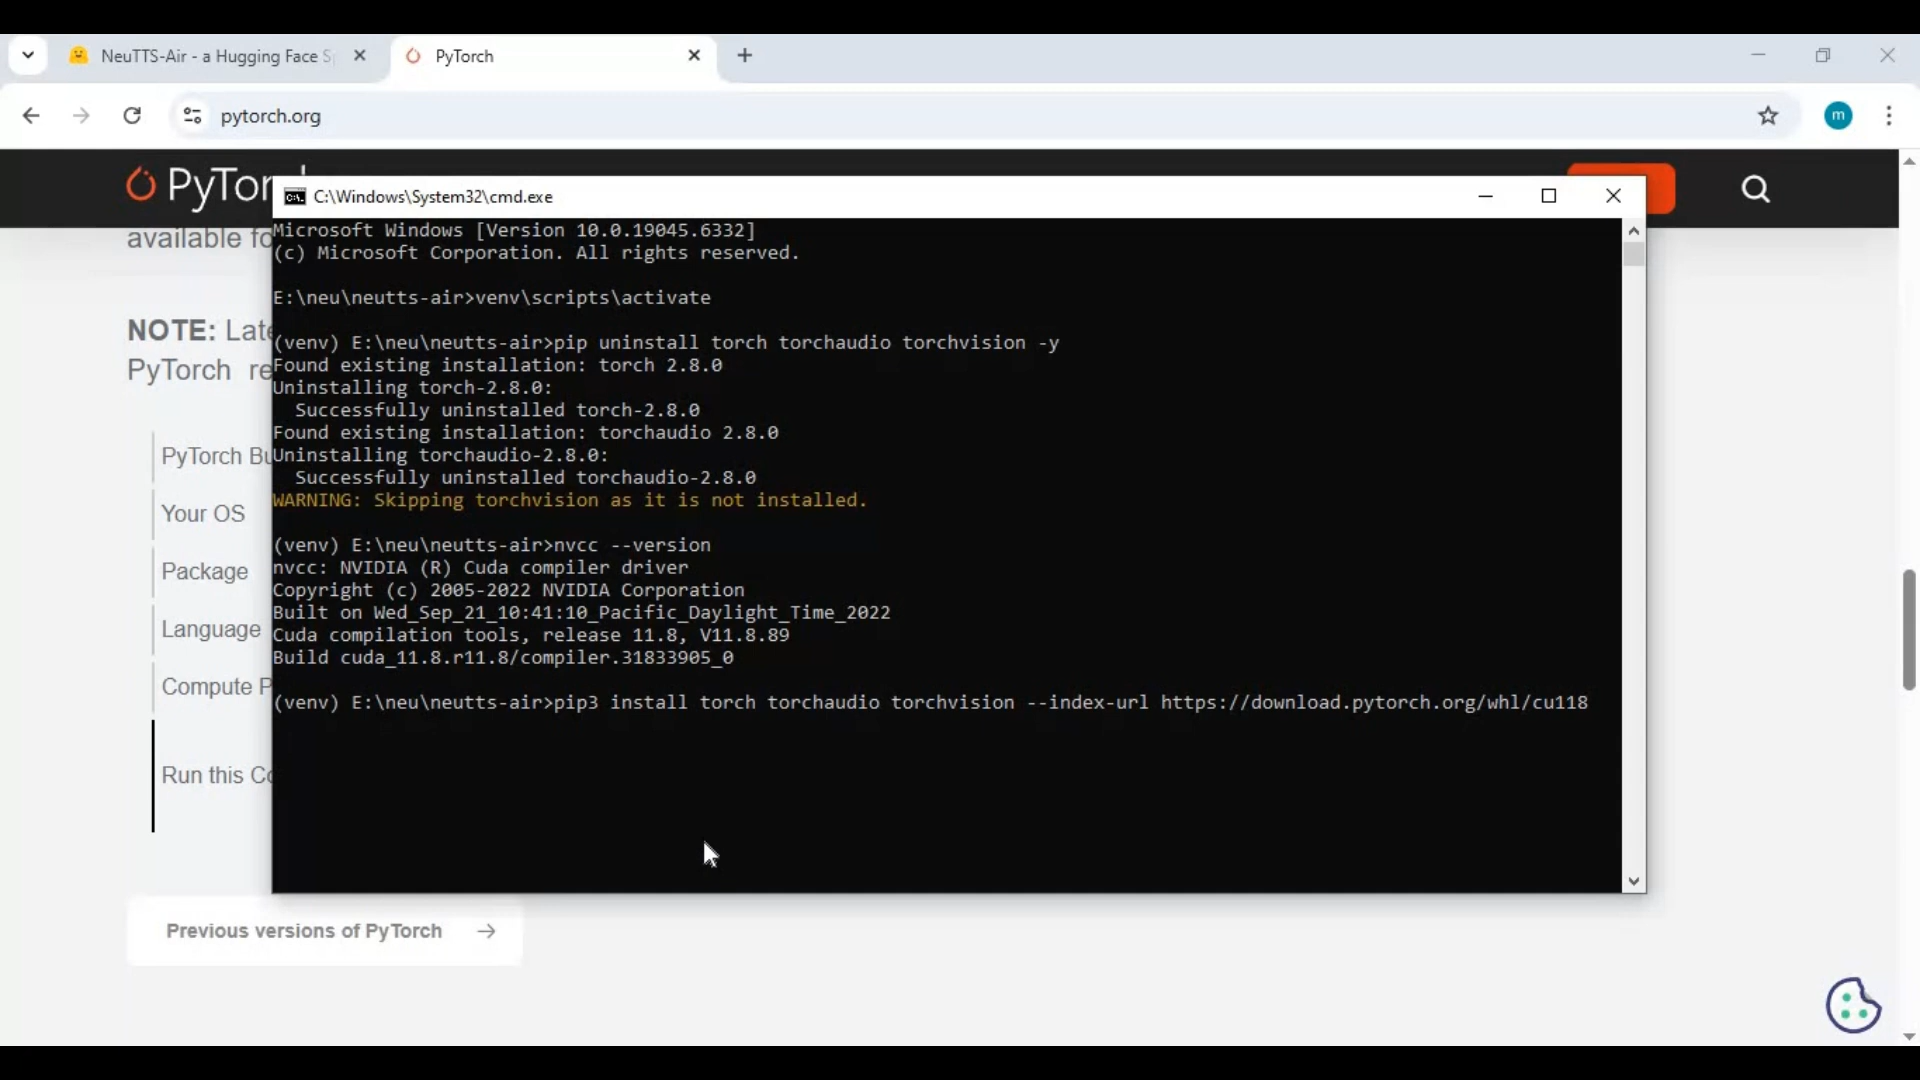 NeuTTS-Air - a Hugging Face S
PyTorch
pytorch.org
m
PyTor
available fo
NOTE: Late
PyTorch re
PyTorch Bu
Your OS
Package
Language
Compute P
Run this Co
Previous versions of PyTorch
C:\Windows\System32\cmd.exe
Microsoft Windows [Version 10.0.19045.6332]
(c) Microsoft Corporation. All rights reserved.
E:\neu\neutts-air>venv\scripts\activate
(venv) E:\neu\neutts-air>pip uninstall torch torchaudio torchvision -y
Found existing installation: torch 2.8.0
Uninstalling torch-2.8.0:
Successfully uninstalled torch-2.8.0
Found existing installation: torchaudio 2.8.0
Uninstalling torchaudio-2.8.0:
Successfully uninstalled torchaudio-2.8.0
WARNING: Skipping torchvision as it is not installed.
(venv) E:\neu\neutts-air>nvcc --version
nvcc: NVIDIA (R) Cuda compiler driver
Copyright (c) 2005-2022 NVIDIA Corporation
Built on Wed_Sep_21_10:41:10_Pacific_Daylight_Time_2022
Cuda compilation tools, release 11.8, V11.8.89
Build cuda_11.8.r11.8/compiler.31833905_0
(venv) E:\neu\neutts-air>pip3 install torch torchaudio torchvision --index-url https://download.pytorch.org/whl/cu118